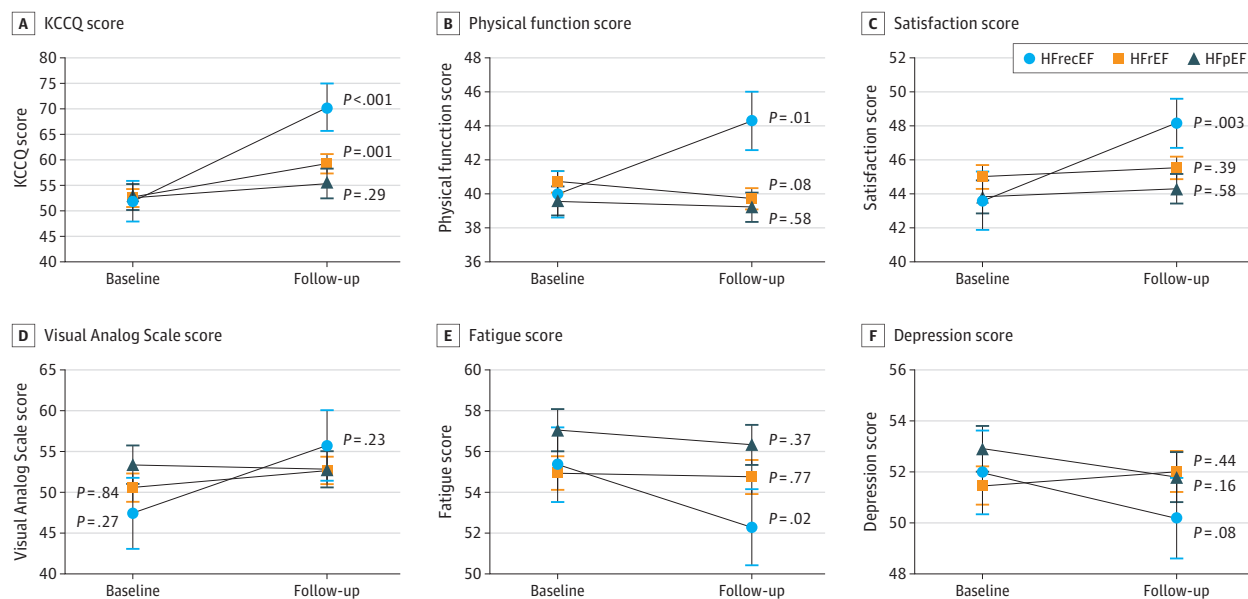 A KCCQ score
KCCQ score
80
75
70
65
60
55
50
45
40
P<.001
P=.001
P=.29
Baseline
Follow-up
B Physical function score
Physical function score
48
46
44
42
40
38
36
P=.01
P=.08
P=.58
Baseline
Follow-up
C Satisfaction score
HFrecEF HFrEF HFpEF
Satisfaction score
52
50
48
46
44
42
40
P=.003
P=.39
P=.58
Baseline
Follow-up
D Visual Analog Scale score
Visual Analog Scale score
65
60
55
50
45
40
P=.84
P=.27
P=.23
Baseline
Follow-up
E Fatigue score
Fatigue score
60
58
56
54
52
50
P=.37
P=.77
P=.02
Baseline
Follow-up
F Depression score
Depression score
56
54
52
50
48
P=.44
P=.16
P=.08
Baseline
Follow-up